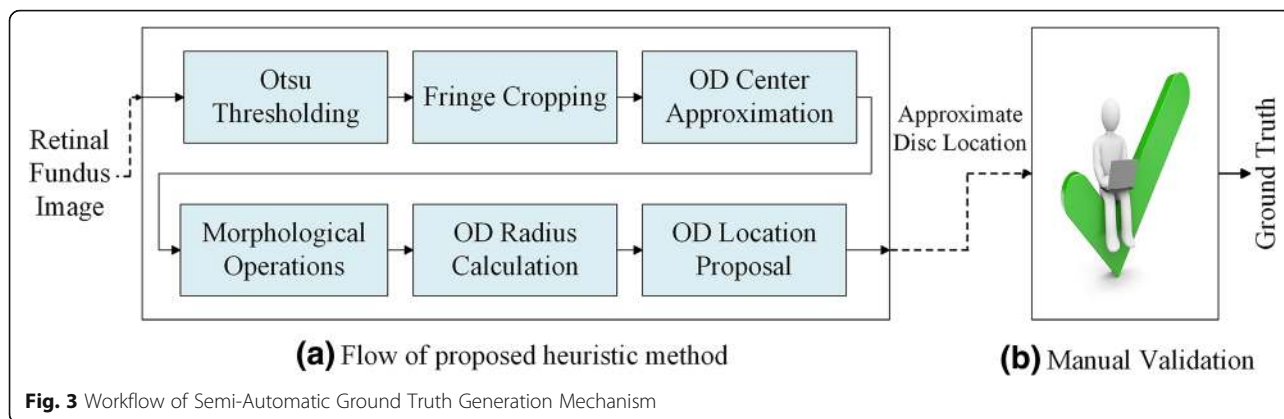 Retinal
Fundus
Image
Otsu
Thresholding
Fringe Cropping
OD Center
Approximation
Morphological
Operations
OD Radius
Calculation
OD Location
Proposal
Approximate
Disc Location
Ground Truth
(a) Flow of proposed heuristic method
(b) Manual Validation
Fig. 3 Workflow of Semi-Automatic Ground Truth Generation Mechanism